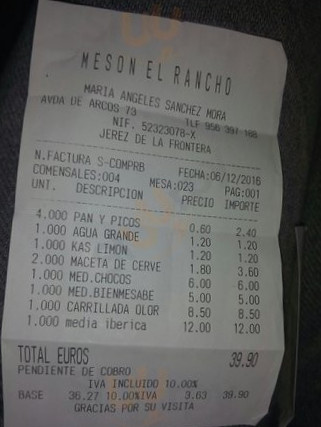 MESON EL RANCHO
MARIA ANGELES SANCHEZ MORA
AVDA DE ARCOS 73 TLF 956 397 168
NIF. 52323078-X
JEREZ DE LA FRONTERA
N.FACTURA S-COMPRB FECHA:06/12/2016
COMENSALES:004 MESA:023 PAG:001
UNT. DESCRIPCION PRECIO IMPORTE
4.000 PAN Y PICOS 0.60 2.40
1.000 AGUA GRANDE 1.20 1.20
1.000 KAS LIMON 1.20 1.20
2.000 MACETA DE CERVE 1.80 3.60
1.000 MED.CHOCOS 6.00 6.00
1.000 MED.BIENMESABE 5.00 5.00
1.000 CARRILLADA OLOR 8.50 8.50
1.000 media iberica 12.00 12.00
TOTAL EUROS 39.90
PENDIENTE DE COBRO
IVA INCLUIDO 10.00%
BASE 36.27 10.00%IVA 3.63 39.90
GRACIAS POR SU VISITA